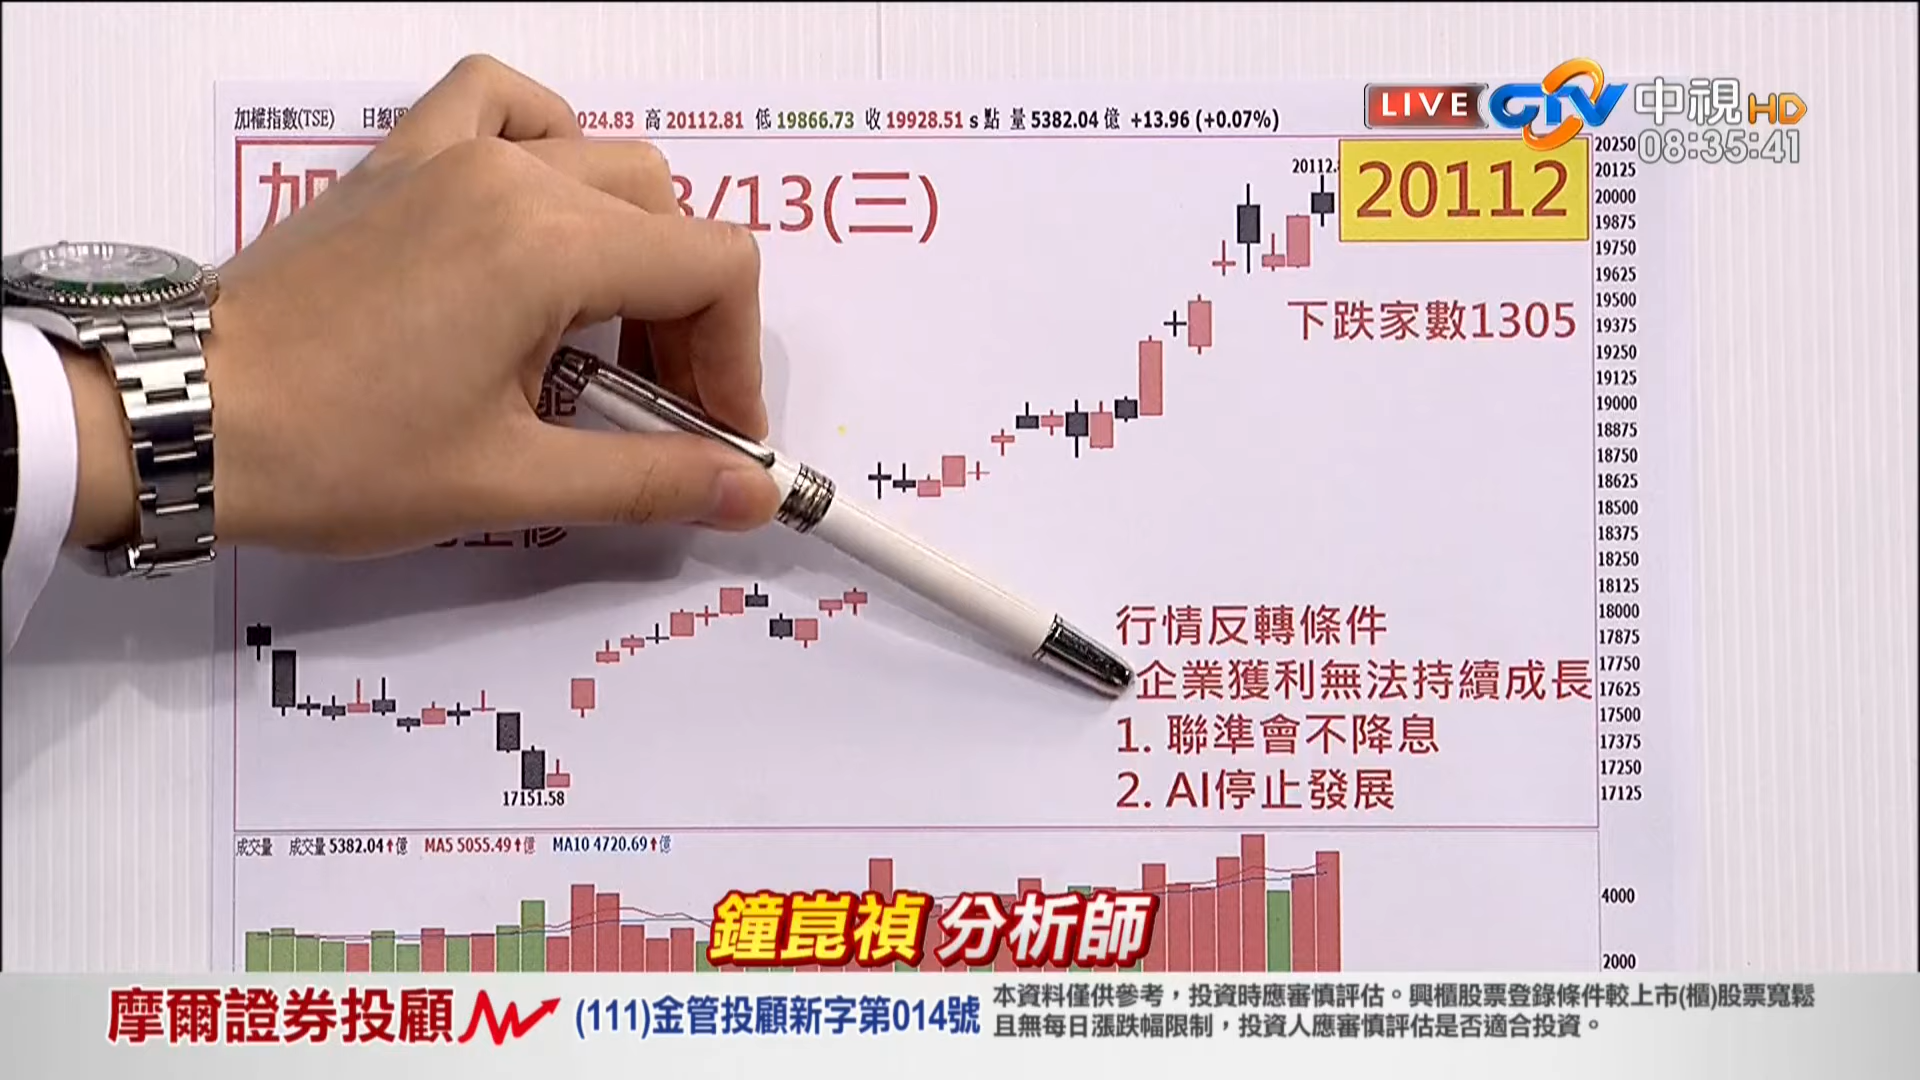 LIVE CTV 中視HD
08:35:41
加權指數(TSE) 日線圖 024.83 高 20112.81 低 19866.73 收 19928.51 s 點 量 5382.04 億 +13.96 (+0.07%)
加 3/13(三)
20112.8
20112
下跌家數1305
20250
20125
20000
19875
19750
19625
19500
19375
19250
19125
19000
18875
18750
18625
18500
18375
18250
18125
18000
17875
17750
17625
17500
17375
17250
17125
能
上修
行情反轉條件
企業獲利無法持續成長
1. 聯準會不降息
2. AI停止發展
17151.58
成交量 成交量 5382.04↑億 MA5 5055.49↑億 MA10 4720.69↑億
4000
2000
鐘崑禎 分析師
摩爾證券投顧 (111)金管投顧新字第014號
本資料僅供參考，投資時應審慎評估。興櫃股票登錄條件較上市(櫃)股票寬鬆
且無每日漲跌幅限制，投資人應審慎評估是否適合投資。